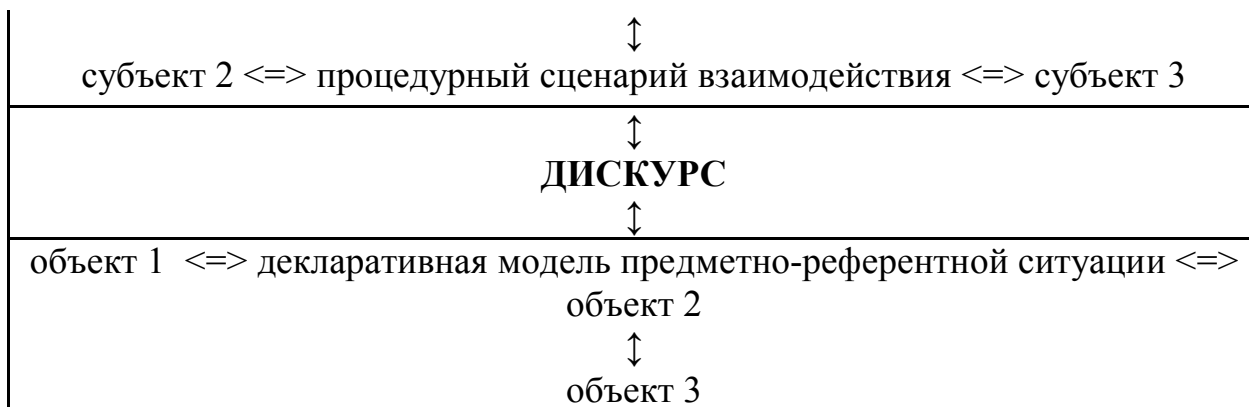 ↕
субъект 2 <=> процедурный сценарий взаимодействия <=> субъект 3
↕
ДИСКУРС
↕
объект 1 <=> декларативная модель предметно-референтной ситуации <=>
объект 2
↕
объект 3